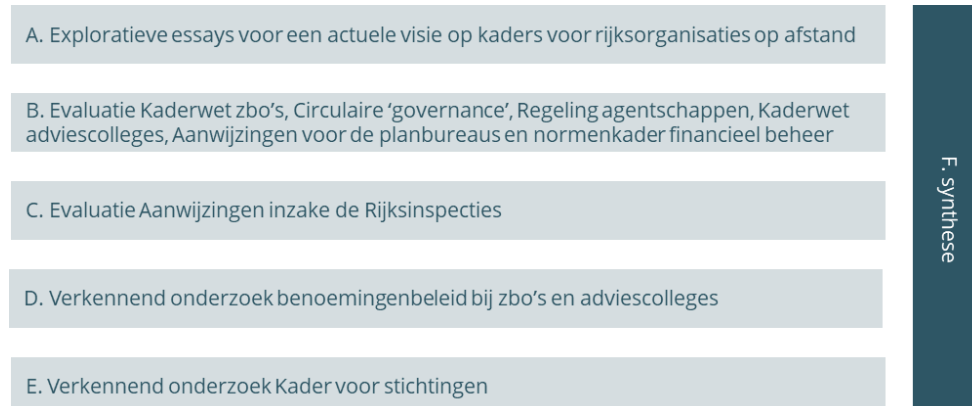 A. Exploratieve essays voor een actuele visie op kaders voor rijksorganisaties op afstand
B. Evaluatie Kaderwet zbo’s, Circulaire ‘governance’, Regeling agentschappen, Kaderwet
adviescolleges, Aanwijzingen voor de planbureaus en normenkader financieel beheer
C. Evaluatie Aanwijzingen inzake de Rijksinspecties
D. Verkennend onderzoek benoemingenbeleid bij zbo’s en adviescolleges
E. Verkennend onderzoek Kader voor stichtingen
F. synthese